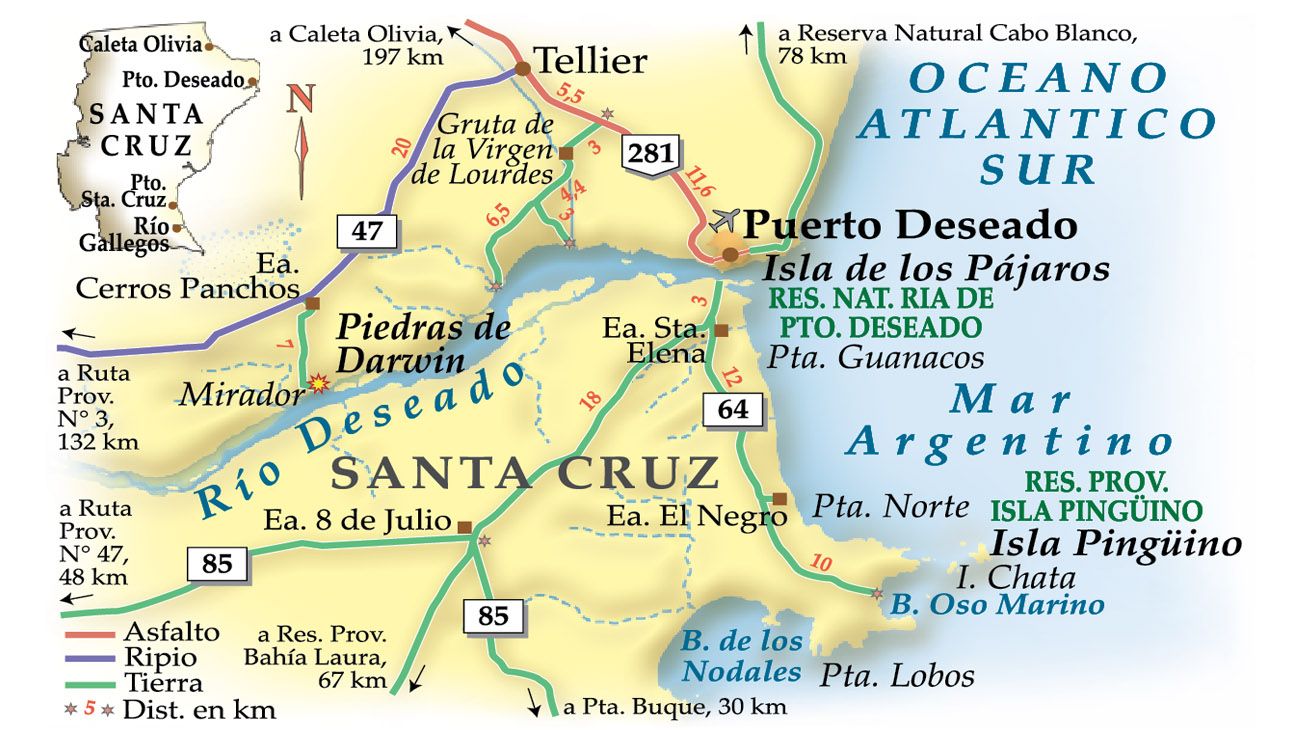 Caleta Olivia
Pto. Deseado
SANTA
CRUZ
Pto.
Sta. Cruz
Río
Gallegos
N
a Caleta Olivia,
197 km
Tellier
a Reserva Natural Cabo Blanco,
78 km
OCEANO
ATLANTICO
SUR
5,5
20
Gruta de
la Virgen
de Lourdes
3
281
11,6
4,4
6,5
3
47
Puerto Deseado
Isla de los Pájaros
RES. NAT. RIA DE
PTO. DESEADO
Ea.
Cerros Panchos
3
Ea. Sta.
Elena
Pta. Guanacos
Piedras de
Darwin
7
Mirador
a Ruta
Prov.
N° 3,
132 km
12
18
64
Mar
Argentino
Río Deseado
SANTA CRUZ
RES. PROV.
ISLA PINGÜINO
Isla Pingüino
Pta. Norte
Ea. El Negro
a Ruta
Prov.
N° 47,
48 km
Ea. 8 de Julio
85
10
I. Chata
B. Oso Marino
85
B. de los
Nodales
Pta. Lobos
a Res. Prov.
Bahía Laura,
67 km
a Pta. Buque, 30 km
Asfalto
Ripio
Tierra
5 Dist. en km